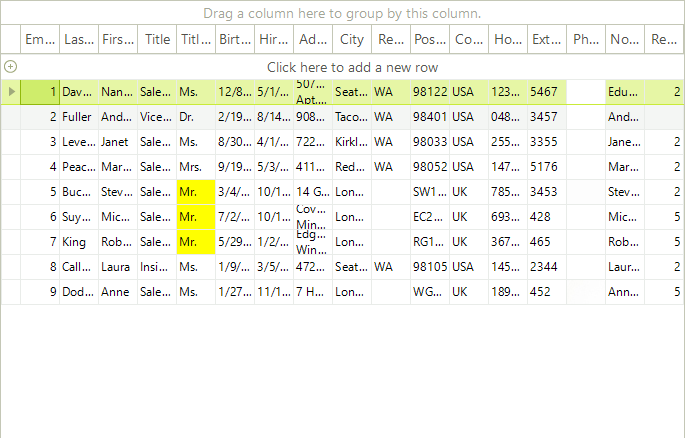 Drag a column here to group by this column.
Em... Las... Firs... Title Titl... Birt... Hir... Ad... City Re... Pos... Co... Ho... Ext... Ph... No... Re...
Click here to add a new row
1 Dav... Nan... Sale... Ms. 12/8... 5/1/... 507... Apt... Seat... WA 98122 USA 123... 5467 Edu... 2
2 Fuller And... Vice... Dr. 2/19... 8/14... 908... Taco... WA 98401 USA 048... 3457 And...
3 Leve... Janet Sale... Ms. 8/30... 4/1/... 722... Kirkl... WA 98033 USA 255... 3355 Jane... 2
4 Peac... Mar... Sale... Mrs. 9/19... 5/3/... 411... Red... WA 98052 USA 147... 5176 Mar... 2
5 Buc... Stev... Sale... Mr. 3/4/... 10/1... 14 G... Lon... SW1... UK 785... 3453 Stev... 2
6 Suy... Mic... Sale... Mr. 7/2/... 10/1... Cov... Min... Lon... EC2... UK 693... 428 Mic... 5
7 King Rob... Sale... Mr. 5/29... 1/2/... Edg... Win... Lon... RG1... UK 367... 465 Rob... 5
8 Call... Laura Insi... Ms. 1/9/... 3/5/... 472... Seat... WA 98105 USA 145... 2344 Laur... 2
9 Dod... Anne Sale... Ms. 1/27... 11/1... 7 H... Lon... WG... UK 189... 452 Ann... 5